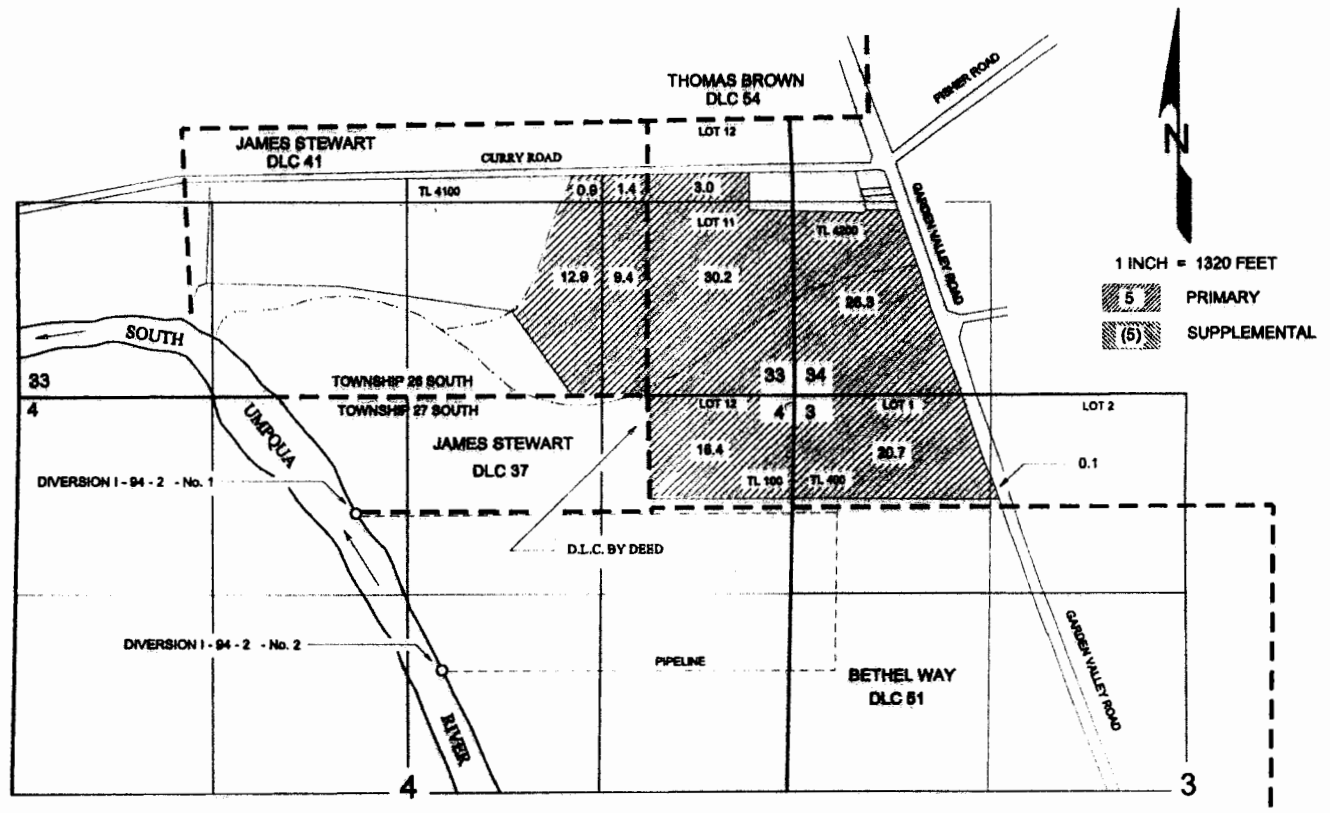 THOMAS BROWN
DLC 54
FISHER ROAD
LOT 12
N
JAMES STEWART
DLC 41
CURRY ROAD
TL 4100
0.9
1.4
3.0
LOT 11
TL 4200
GARDEN VALLEY ROAD
1 INCH = 1320 FEET
5 PRIMARY
(5) SUPPLEMENTAL
12.9
9.4
30.2
26.3
SOUTH
33
4
TOWNSHIP 26 SOUTH
TOWNSHIP 27 SOUTH
33 34
4 3
LOT 12
LOT 1
LOT 2
UMPQUA
JAMES STEWART
DLC 37
16.4
20.7
0.1
TL 100
TL 400
DIVERSION I - 94 - 2 - No. 1
D.L.C. BY DEED
DIVERSION I - 94 - 2 - No. 2
PIPELINE
BETHEL WAY
DLC 51
GARDEN VALLEY ROAD
RIVER
4
3